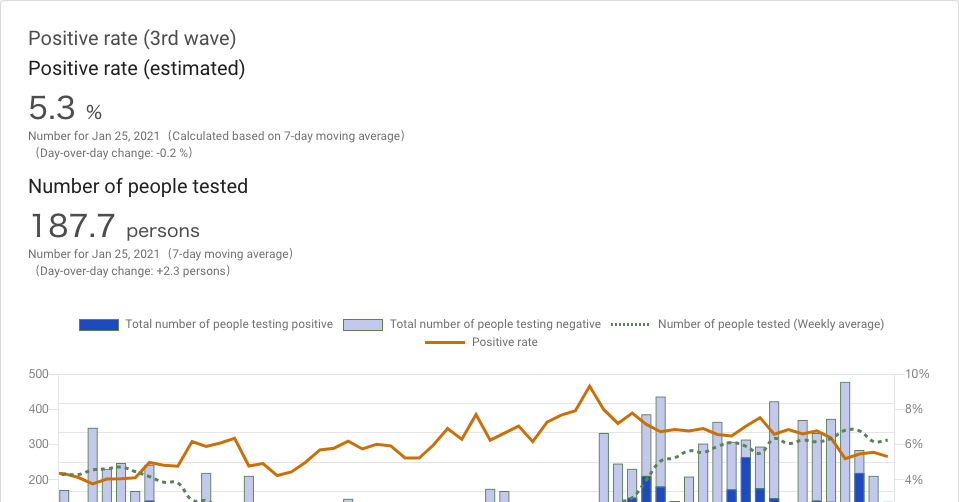 Positive rate (3rd wave)
Positive rate (estimated)
5.3 %
Number for Jan 25, 2021 （Calculated based on 7-day moving average）
（Day-over-day change: -0.2 %）
Number of people tested
187.7 persons
Number for Jan 25, 2021 （7-day moving average）
（Day-over-day change: +2.3 persons）
Total number of people testing positive Total number of people testing negative Number of people tested (Weekly average)
Positive rate
500 10%
400 8%
300 6%
200 4%